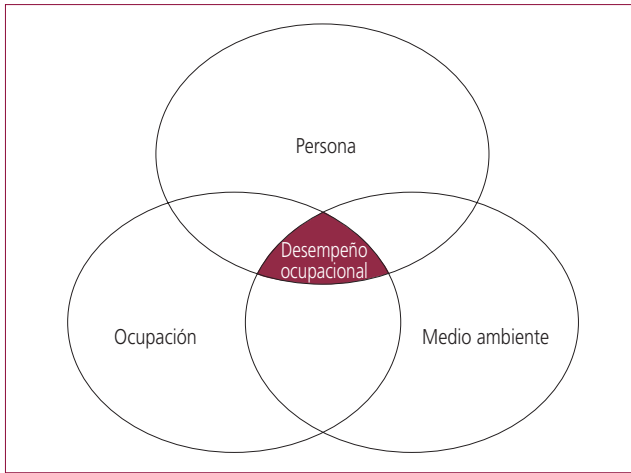 Persona
Desempeño
ocupacional
Ocupación
Medio ambiente